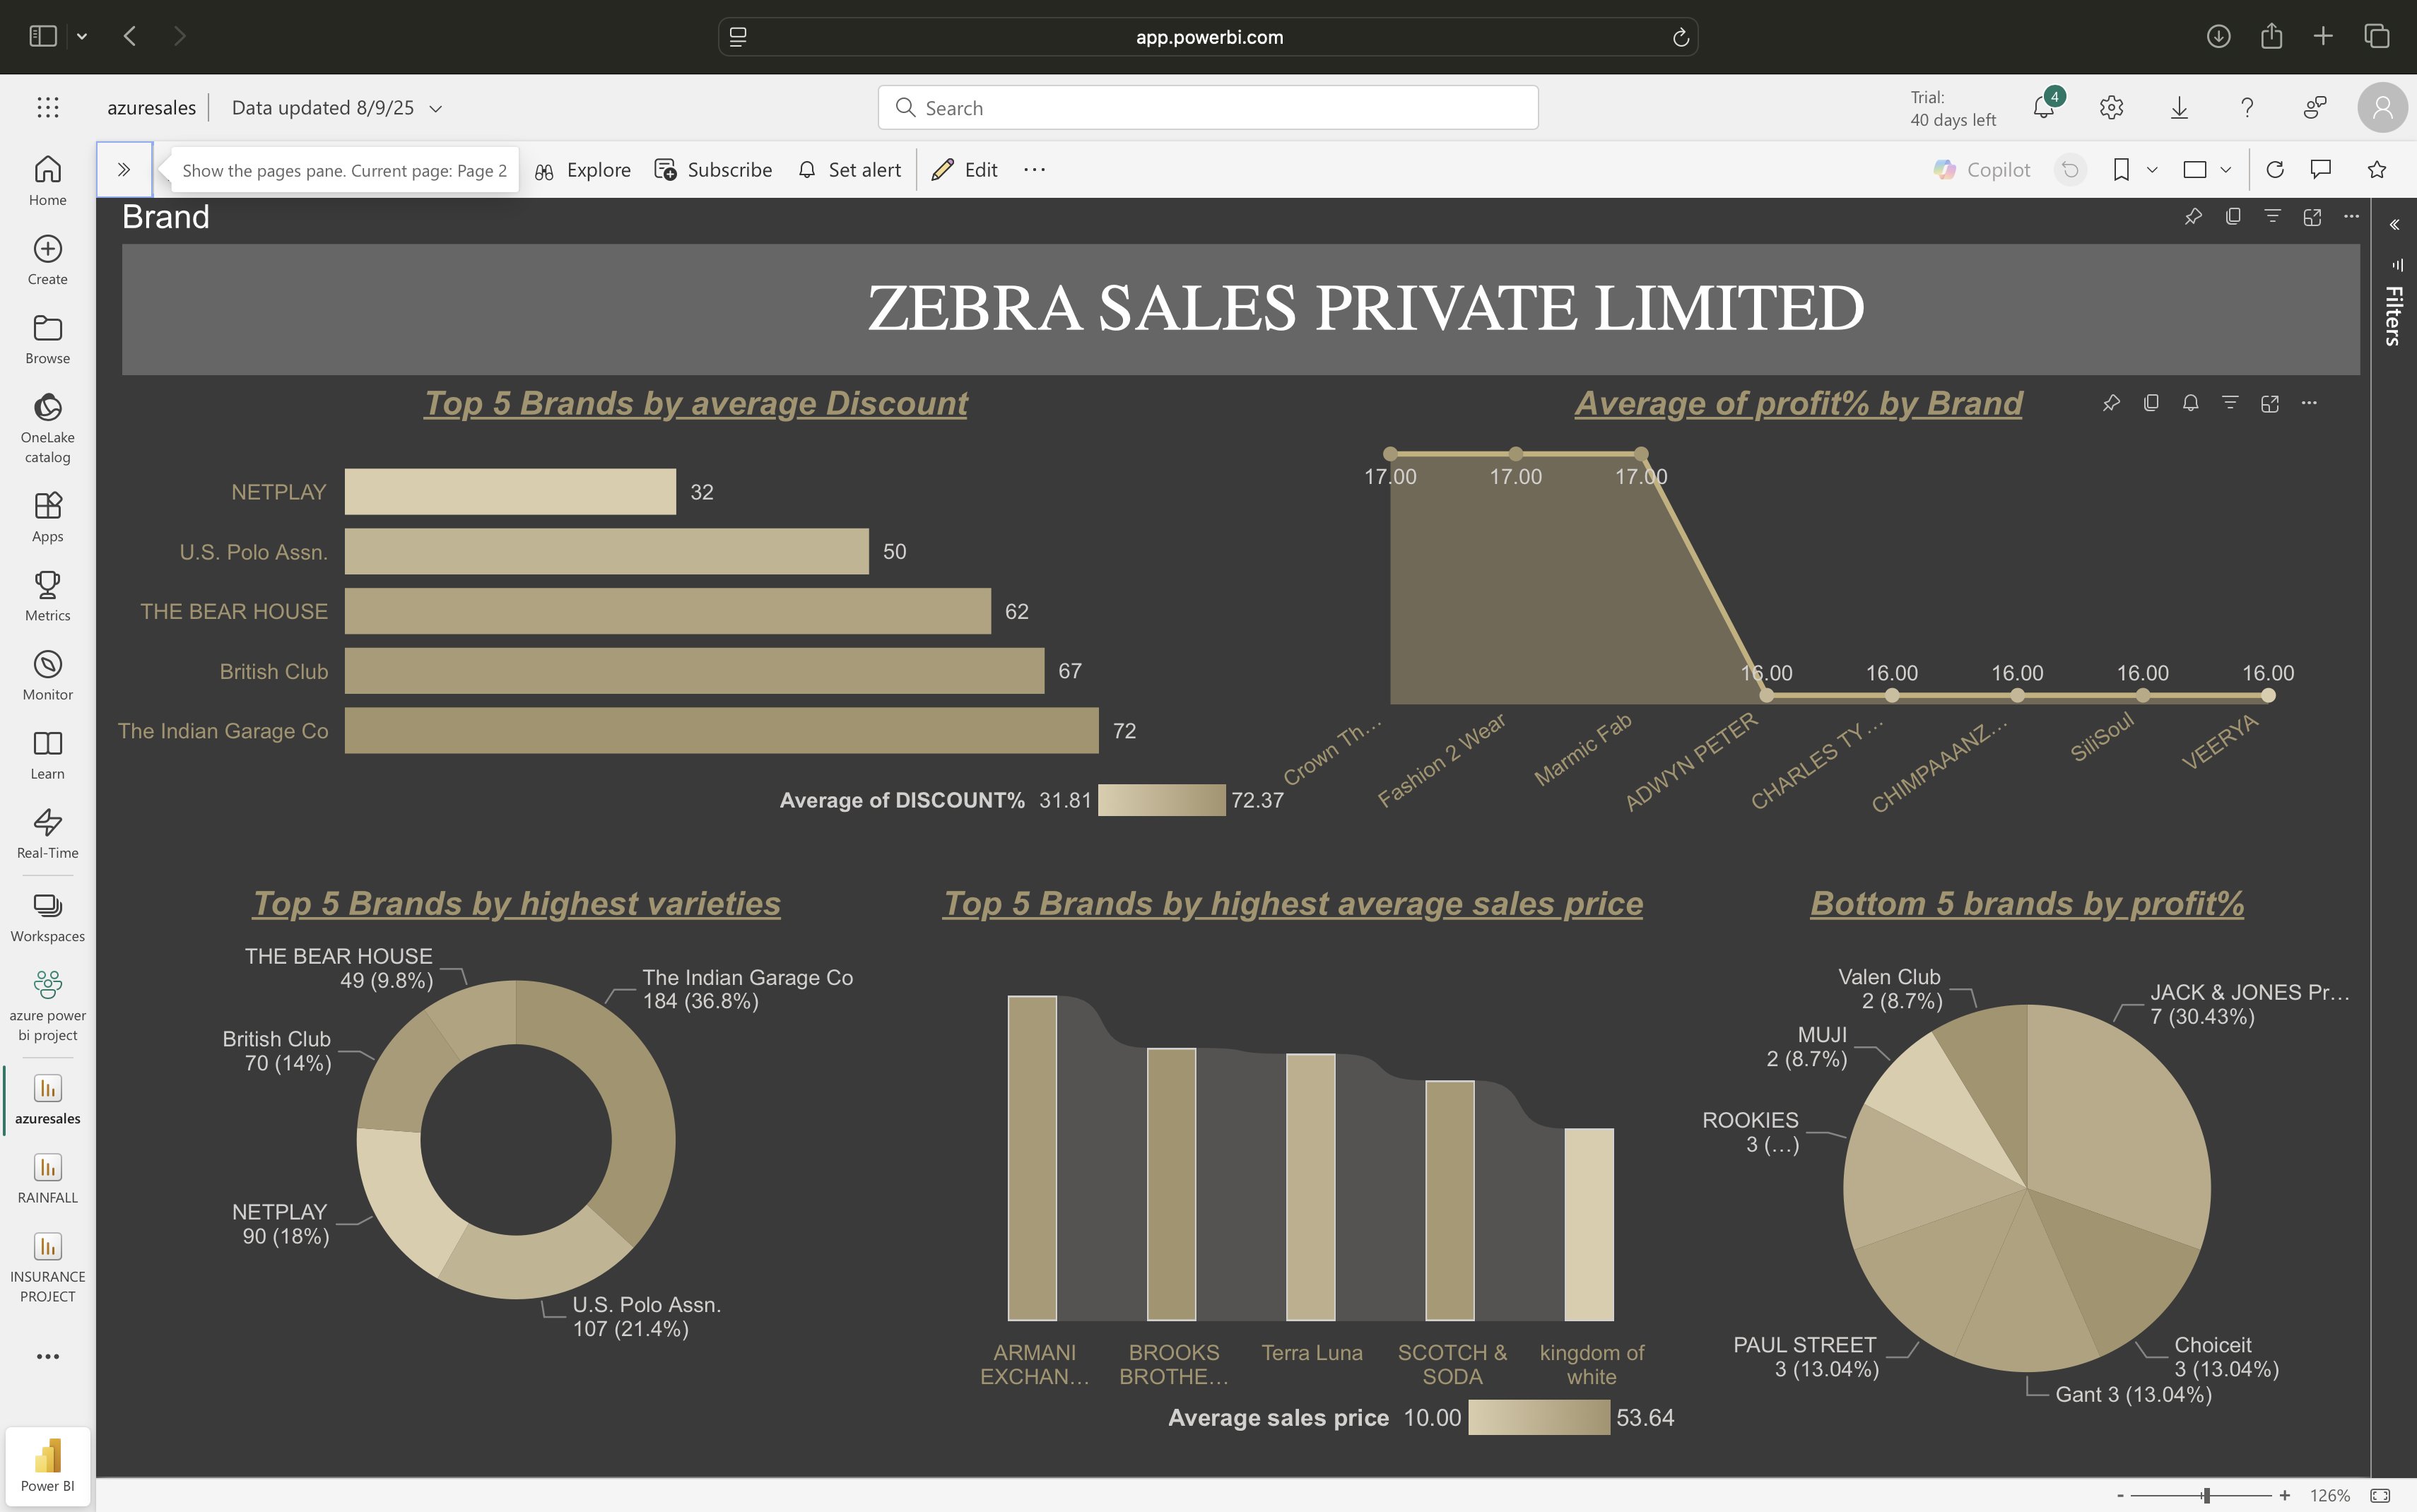 app.powerbi.com
azuresales
Data updated 8/9/25
Search
Trial:
40 days left
4
Show the pages pane. Current page: Page 2
Explore
Subscribe
Set alert
Edit
Copilot
Home
Create
Browse
OneLake
catalog
Apps
Metrics
Monitor
Learn
Real-Time
Workspaces
azure power
bi project
azuresales
RAINFALL
INSURANCE
PROJECT
Power BI
Filters
Brand
ZEBRA SALES PRIVATE LIMITED
Top 5 Brands by average Discount
NETPLAY 32
U.S. Polo Assn. 50
THE BEAR HOUSE 62
British Club 67
The Indian Garage Co 72
Average of DISCOUNT% 31.81 72.37
Average of profit% by Brand
17.00 17.00 17.00
16.00 16.00 16.00 16.00 16.00
Crown Th...
Fashion 2 Wear
Marmic Fab
ADWYN PETER
CHARLES TY...
CHIMPAAANZ...
SiliSoul
VEERYA
Top 5 Brands by highest varieties
THE BEAR HOUSE
49 (9.8%)
The Indian Garage Co
184 (36.8%)
British Club
70 (14%)
NETPLAY
90 (18%)
U.S. Polo Assn.
107 (21.4%)
Top 5 Brands by highest average sales price
ARMANI
EXCHAN...
BROOKS
BROTHE...
Terra Luna
SCOTCH &
SODA
kingdom of
white
Average sales price 10.00 53.64
Bottom 5 brands by profit%
Valen Club
2 (8.7%)
JACK & JONES Pr...
7 (30.43%)
MUJI
2 (8.7%)
ROOKIES
3 (...)
PAUL STREET
3 (13.04%)
Choiceit
3 (13.04%)
Gant 3 (13.04%)
126%